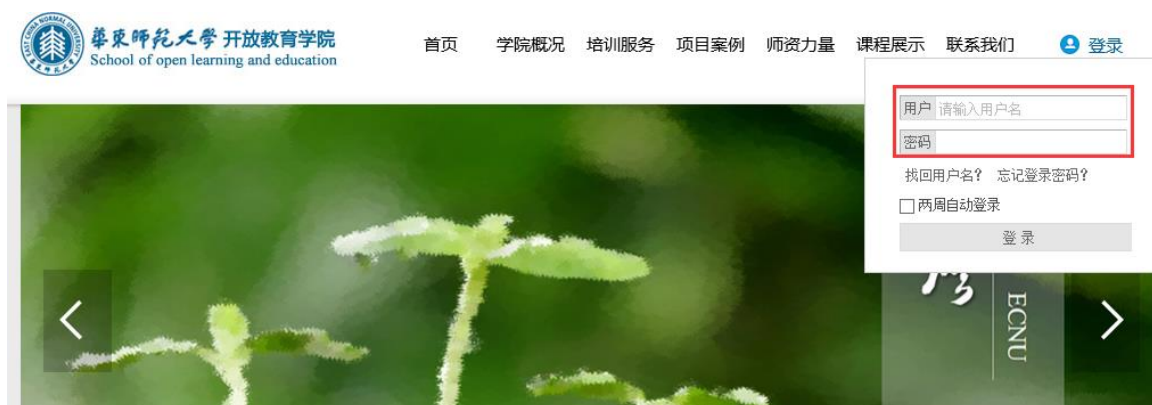 華東師范大學 开放教育学院
School of open learning and education
首页 学院概况 培训服务 项目案例 师资力量 课程展示 联系我们 登录
用户 请输入用户名
密码
找回用户名? 忘记登录密码?
两周自动登录
登 录
ECNU